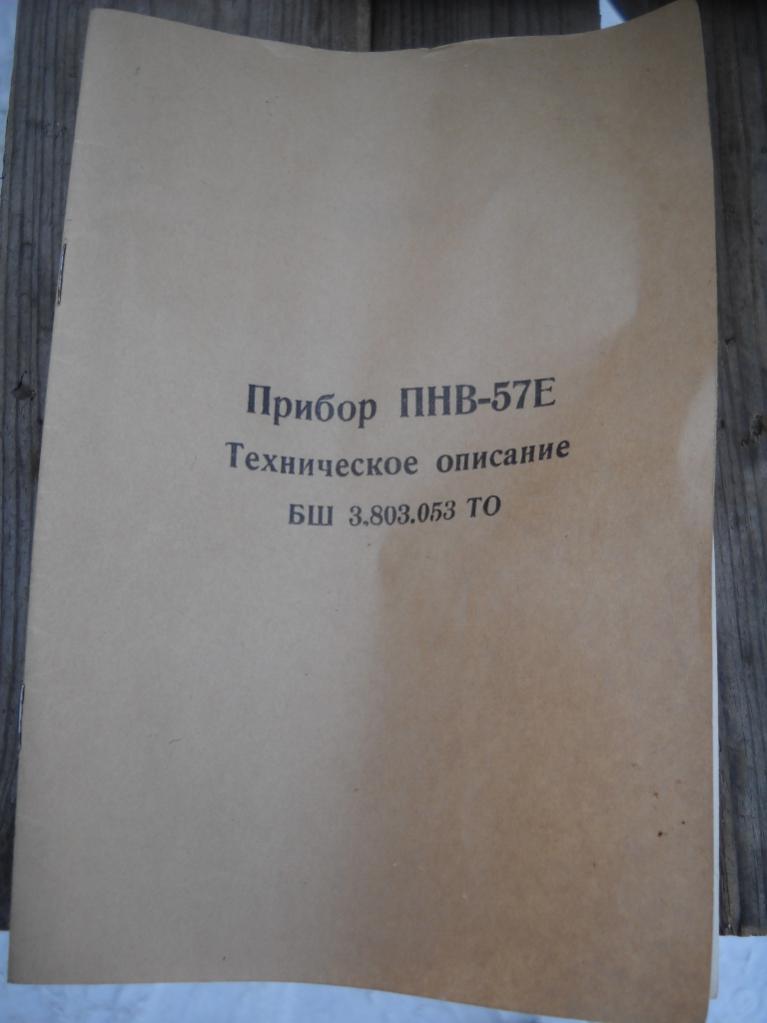 Прибор ПНВ-57Е
Техническое описание
БШ 3.803.053 ТО